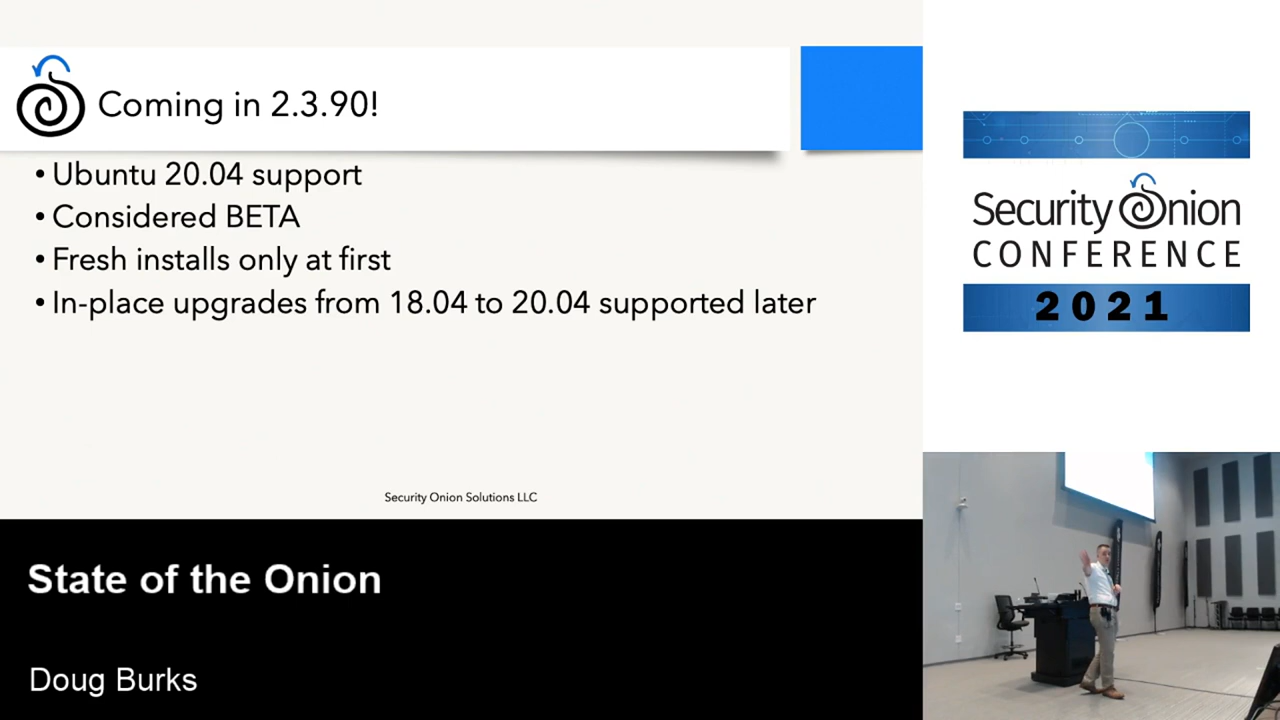 Coming in 2.3.90!
• Ubuntu 20.04 support
• Considered BETA
• Fresh installs only at first
• In-place upgrades from 18.04 to 20.04 supported later
Security Onion Solutions LLC
State of the Onion
Doug Burks
Security Onion
CONFERENCE
2021